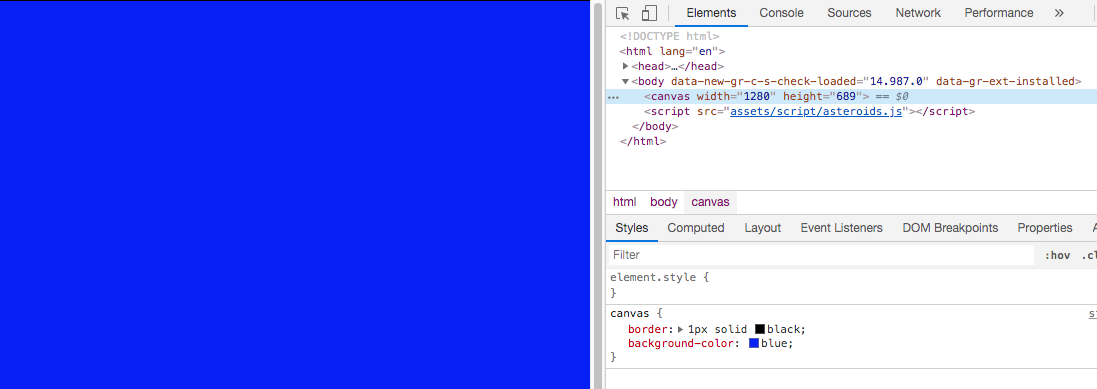 Elements Console Sources Network Performance »
<!DOCTYPE html>
<html lang="en">
<head>…</head>
<body data-new-gr-c-s-check-loaded="14.987.0" data-gr-ext-installed>
<canvas width="1280" height="689"> == $0
<script src="assets/script/asteroids.js"></script>
</body>
</html>
html body canvas
Styles Computed Layout Event Listeners DOM Breakpoints Properties
Filter :hov
element.style {
}
canvas {
border: 1px solid black;
background-color: blue;
}